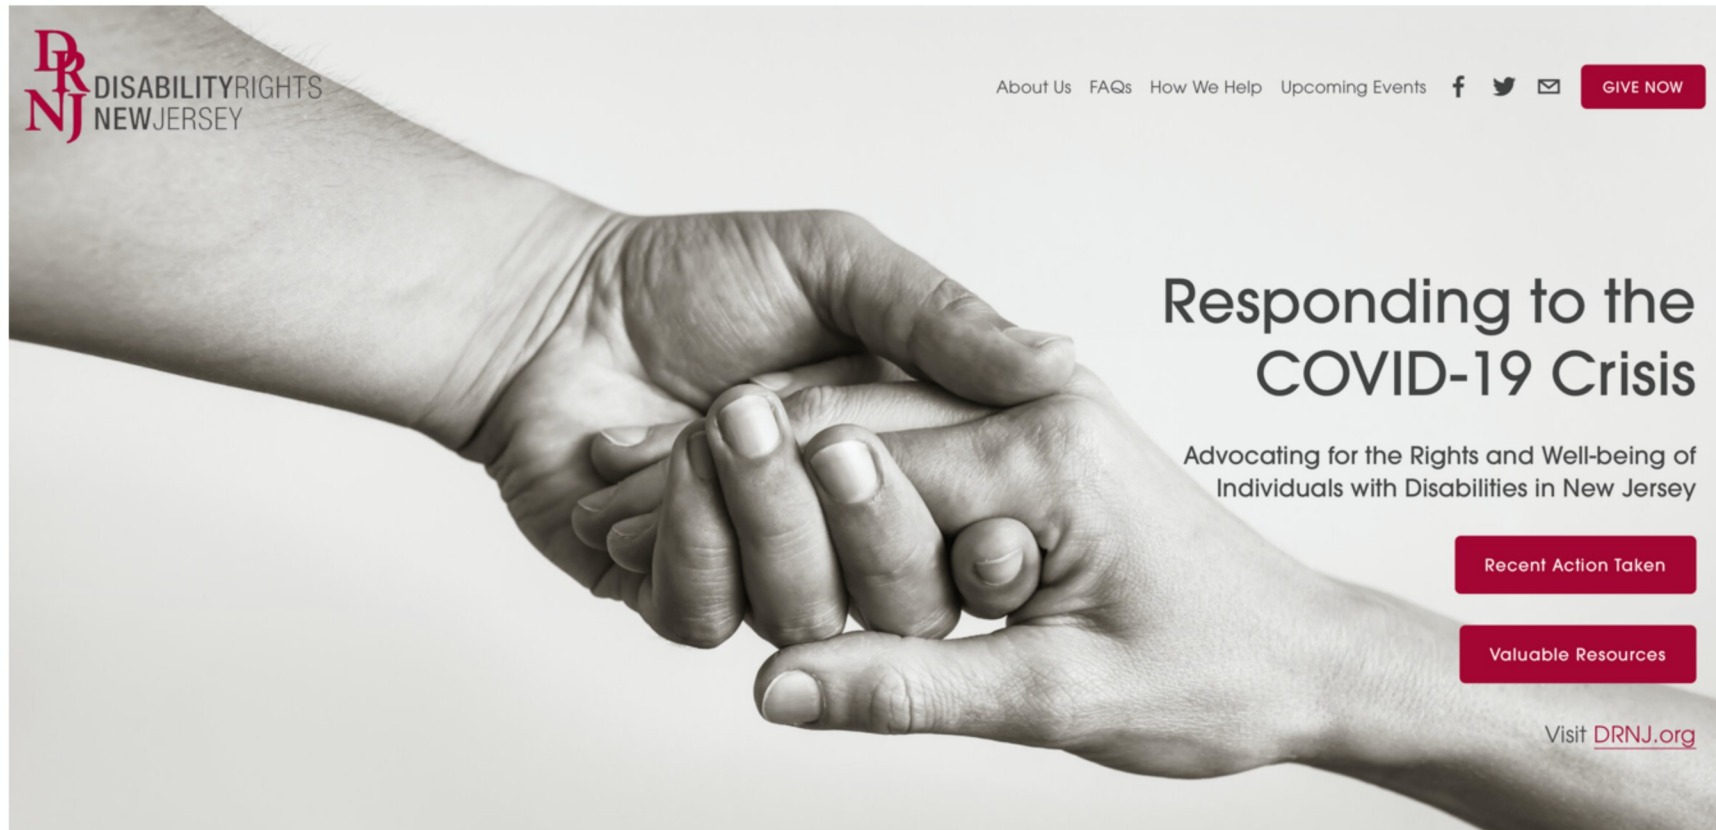 DRNJ
DISABILITYRIGHTS
NEWJERSEY
About Us FAQs How We Help Upcoming Events GIVE NOW
Responding to the
COVID-19 Crisis
Advocating for the Rights and Well-being of
Individuals with Disabilities in New Jersey
Recent Action Taken
Valuable Resources
Visit DRNJ.org